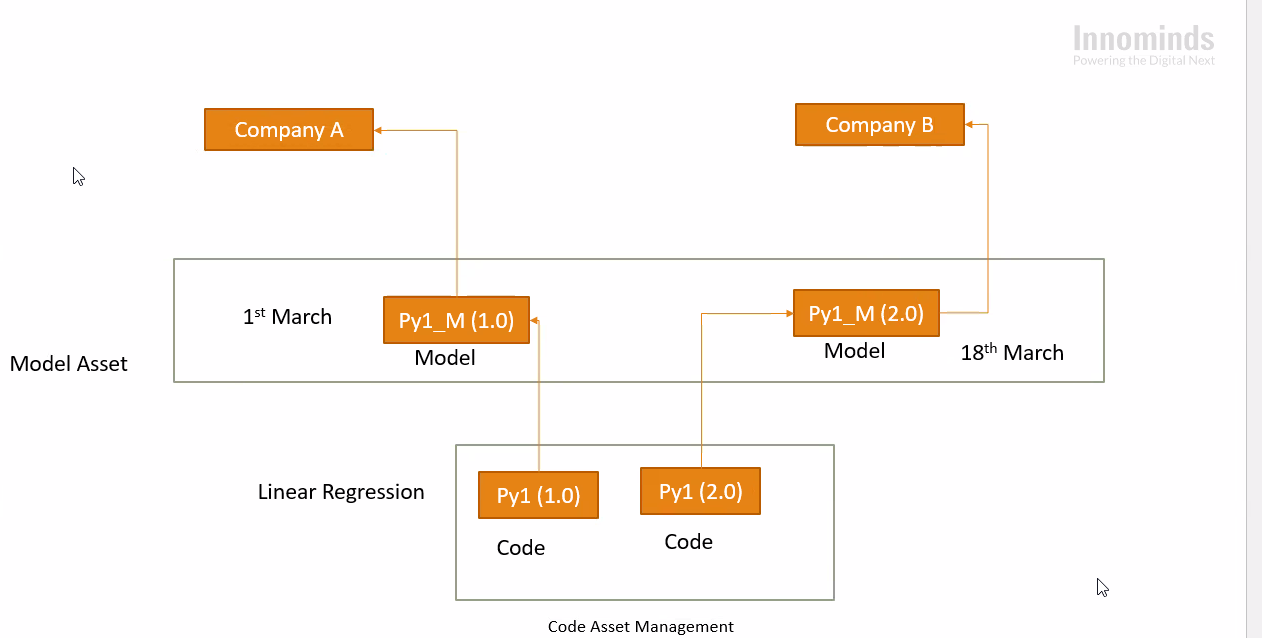 Innominds
Powering the Digital Next
Company A
Company B
1st March
Py1_M (1.0)
Model
Py1_M (2.0)
Model
18th March
Model Asset
Linear Regression
Py1 (1.0)
Code
Py1 (2.0)
Code
Code Asset Management